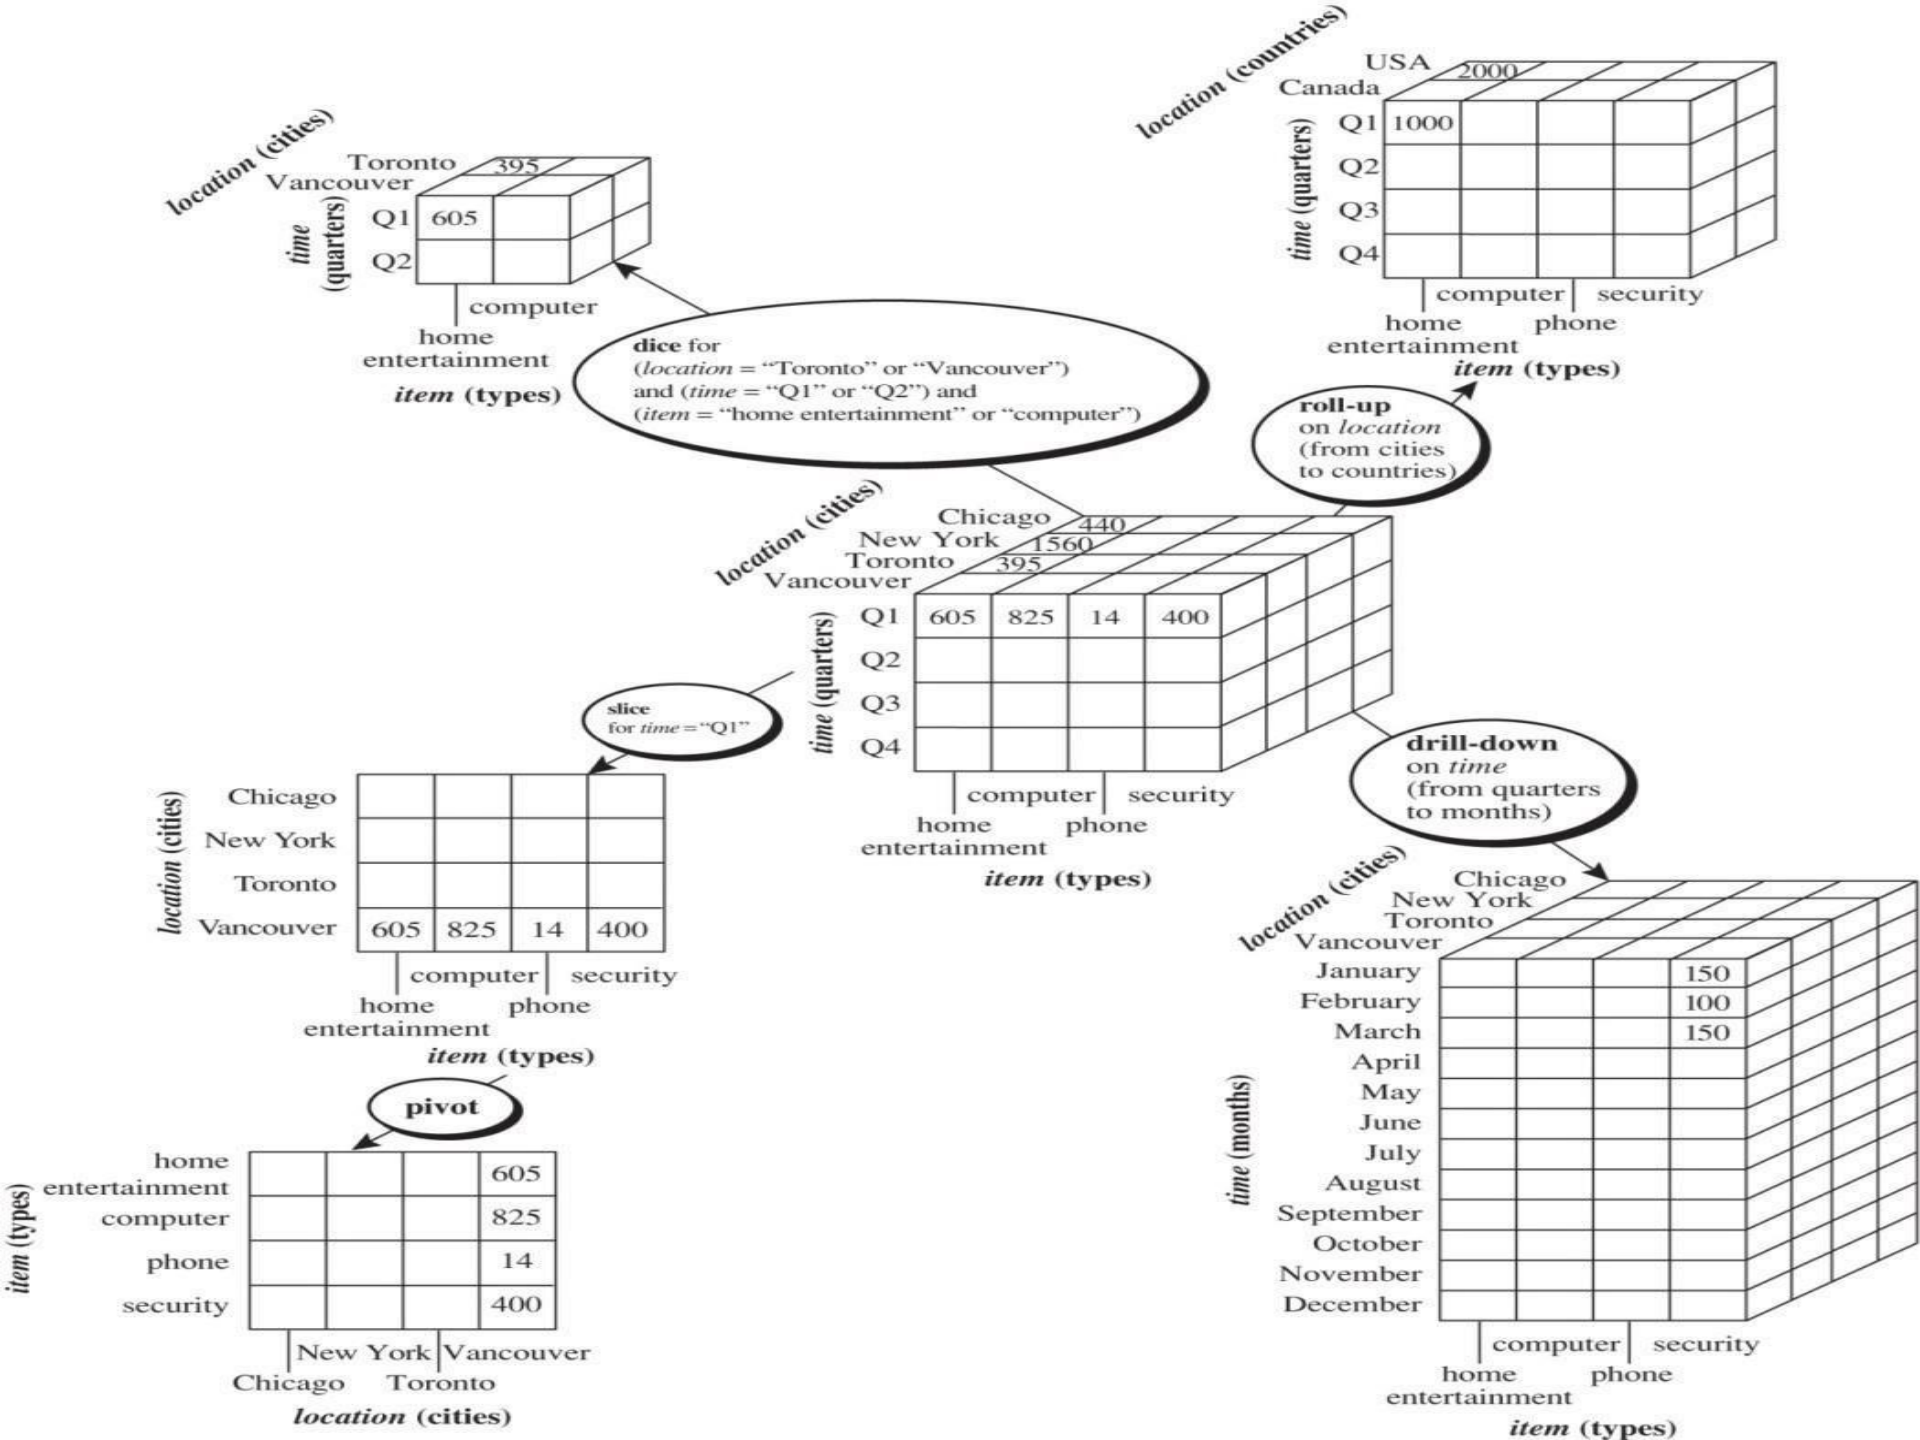 location (cities)
Toronto
395
Vancouver
time
(quarters)
Q1
605
Q2
computer
home
entertainment
item (types)
location (countries)
USA
2000
Canada
time (quarters)
Q1
1000
Q2
Q3
Q4
computer
security
home
phone
entertainment
item (types)
dice for
(location = “Toronto” or “Vancouver”)
and (time = “Q1” or “Q2”) and
(item = “home entertainment” or “computer”)
roll-up
on location
(from cities
to countries)
location (cities)
Chicago
440
New York
1560
Toronto
395
Vancouver
time (quarters)
Q1
605 825 14 400
Q2
Q3
Q4
computer
security
home
phone
entertainment
item (types)
slice
for time = “Q1”
drill-down
on time
(from quarters
to months)
location (cities)
Chicago
New York
Toronto
Vancouver
605 825 14 400
computer
security
home
phone
entertainment
item (types)
pivot
item (types)
home
entertainment
605
computer
825
phone
14
security
400
New York
Vancouver
Chicago
Toronto
location (cities)
location (cities)
Chicago
New York
Toronto
Vancouver
time (months)
January
150
February
100
March
150
April
May
June
July
August
September
October
November
December
computer
security
home
phone
entertainment
item (types)